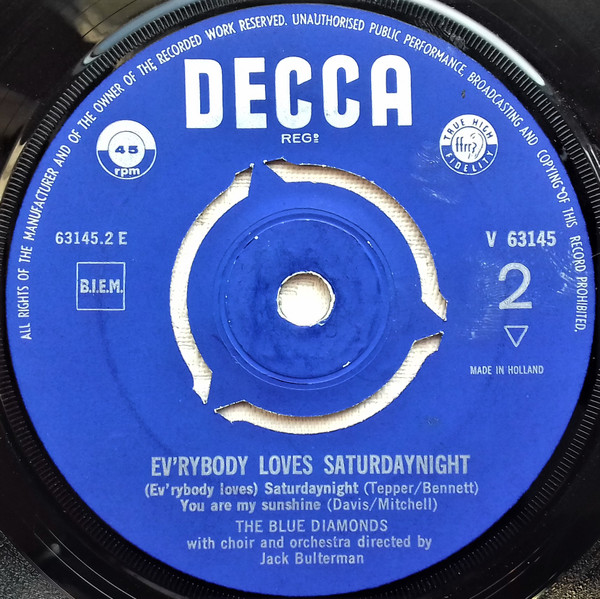 ALL RIGHTS OF THE MANUFACTURER AND OF THE OWNER OF THE RECORDED WORK RESERVED. UNAUTHORISED PUBLIC PERFORMANCE, BROADCASTING AND COPYING OF THIS RECORD PROHIBITED.
DECCA
REGD
45
rpm
TRUE HIGH
ffrr
FIDELITY
63145.2 E
V 63145
B.I.E.M.
2
MADE IN HOLLAND
EV'RYBODY LOVES SATURDAYNIGHT
(Ev'rybody loves) Saturdaynight (Tepper/Bennett)
You are my sunshine (Davis/Mitchell)
THE BLUE DIAMONDS
with choir and orchestra directed by
Jack Bulterman